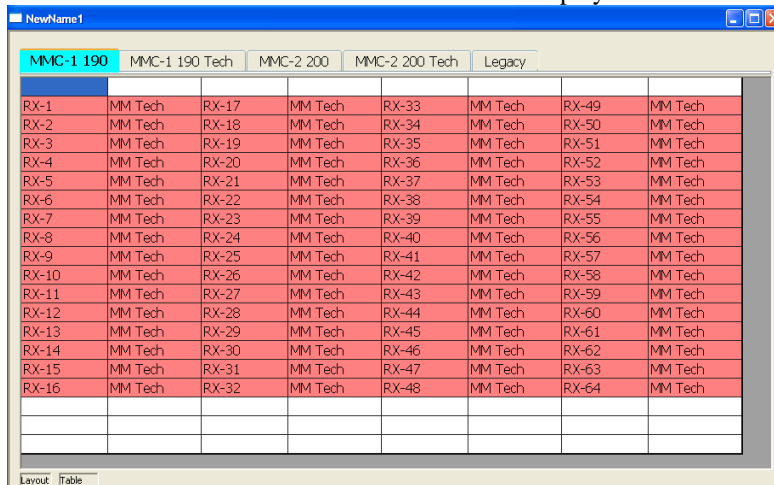 NewName1
MMC-1 190 MMC-1 190 Tech MMC-2 200 MMC-2 200 Tech Legacy
RX-1 MM Tech RX-17 MM Tech RX-33 MM Tech RX-49 MM Tech
RX-2 MM Tech RX-18 MM Tech RX-34 MM Tech RX-50 MM Tech
RX-3 MM Tech RX-19 MM Tech RX-35 MM Tech RX-51 MM Tech
RX-4 MM Tech RX-20 MM Tech RX-36 MM Tech RX-52 MM Tech
RX-5 MM Tech RX-21 MM Tech RX-37 MM Tech RX-53 MM Tech
RX-6 MM Tech RX-22 MM Tech RX-38 MM Tech RX-54 MM Tech
RX-7 MM Tech RX-23 MM Tech RX-39 MM Tech RX-55 MM Tech
RX-8 MM Tech RX-24 MM Tech RX-40 MM Tech RX-56 MM Tech
RX-9 MM Tech RX-25 MM Tech RX-41 MM Tech RX-57 MM Tech
RX-10 MM Tech RX-26 MM Tech RX-42 MM Tech RX-58 MM Tech
RX-11 MM Tech RX-27 MM Tech RX-43 MM Tech RX-59 MM Tech
RX-12 MM Tech RX-28 MM Tech RX-44 MM Tech RX-60 MM Tech
RX-13 MM Tech RX-29 MM Tech RX-45 MM Tech RX-61 MM Tech
RX-14 MM Tech RX-30 MM Tech RX-46 MM Tech RX-62 MM Tech
RX-15 MM Tech RX-31 MM Tech RX-47 MM Tech RX-63 MM Tech
RX-16 MM Tech RX-32 MM Tech RX-48 MM Tech RX-64 MM Tech
Layout Table